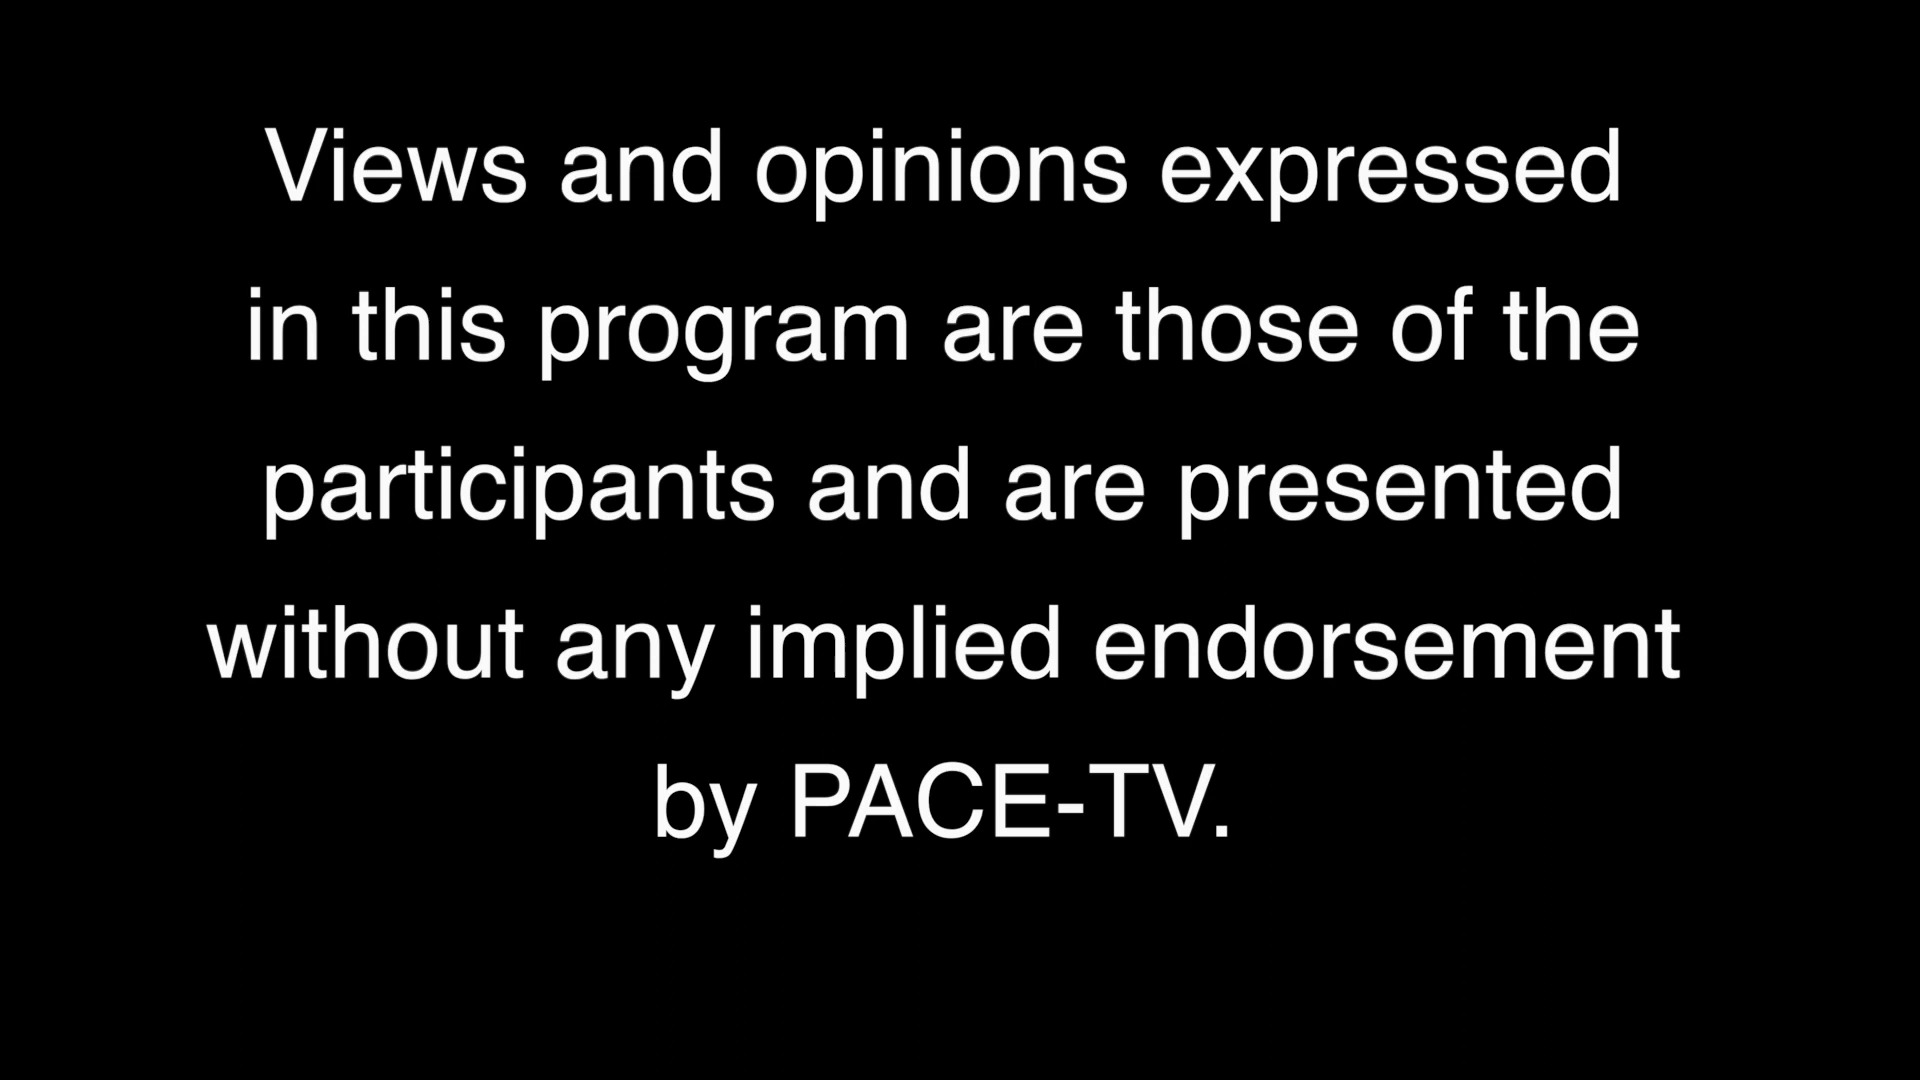 Views and opinions expressed
in this program are those of the
participants and are presented
without any implied endorsement
by PACE-TV.